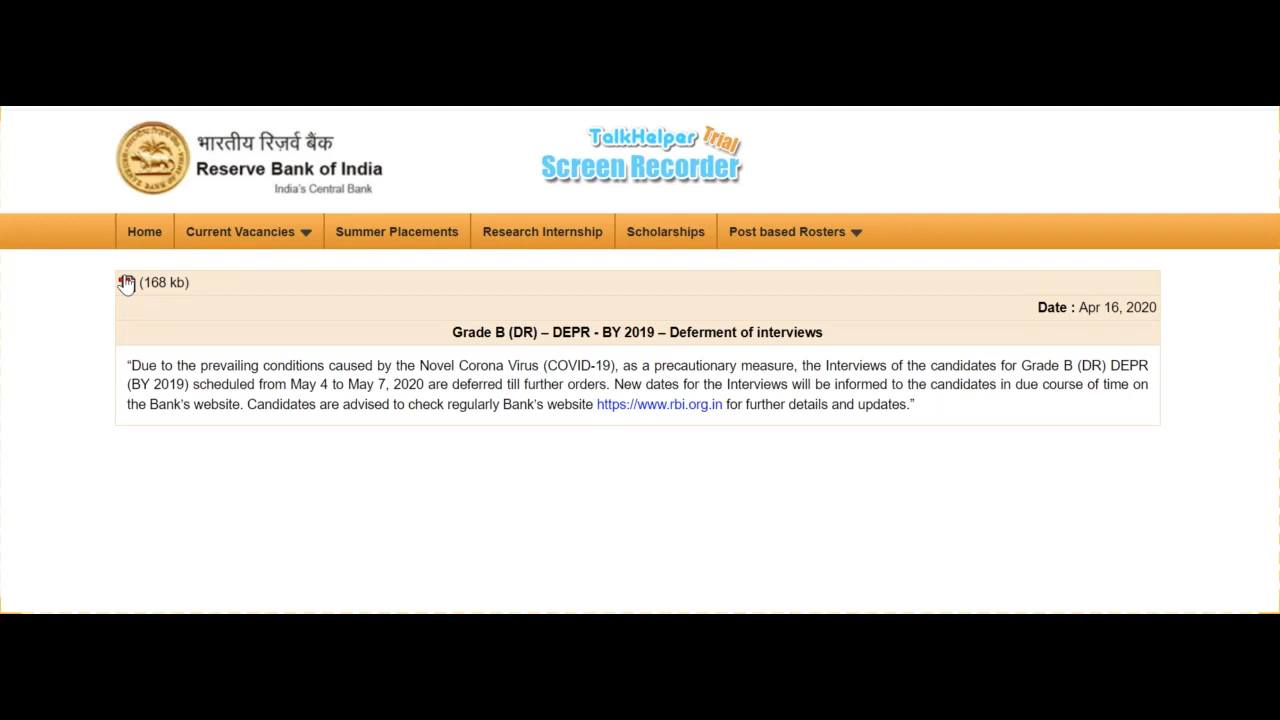 भारतीय रिज़र्व बैंक
Reserve Bank of India
India's Central Bank
TalkHelper Trial
Screen Recorder
Home Current Vacancies Summer Placements Research Internship Scholarships Post based Rosters
(168 kb)
Date : Apr 16, 2020
Grade B (DR) – DEPR - BY 2019 – Deferment of interviews
“Due to the prevailing conditions caused by the Novel Corona Virus (COVID-19), as a precautionary measure, the Interviews of the candidates for Grade B (DR) DEPR
(BY 2019) scheduled from May 4 to May 7, 2020 are deferred till further orders. New dates for the Interviews will be informed to the candidates in due course of time on
the Bank’s website. Candidates are advised to check regularly Bank’s website https://www.rbi.org.in for further details and updates.”